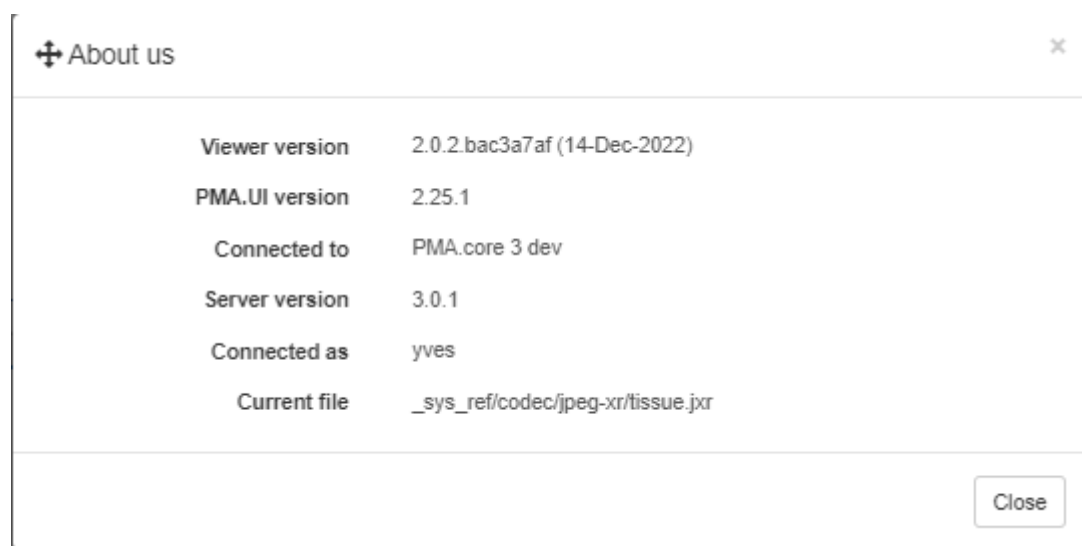 About us
×
Viewer version 2.0.2.bac3a7af (14-Dec-2022)
PMA.UI version 2.25.1
Connected to PMA.core 3 dev
Server version 3.0.1
Connected as yves
Current file _sys_ref/codec/jpeg-xr/tissue.jxr
Close